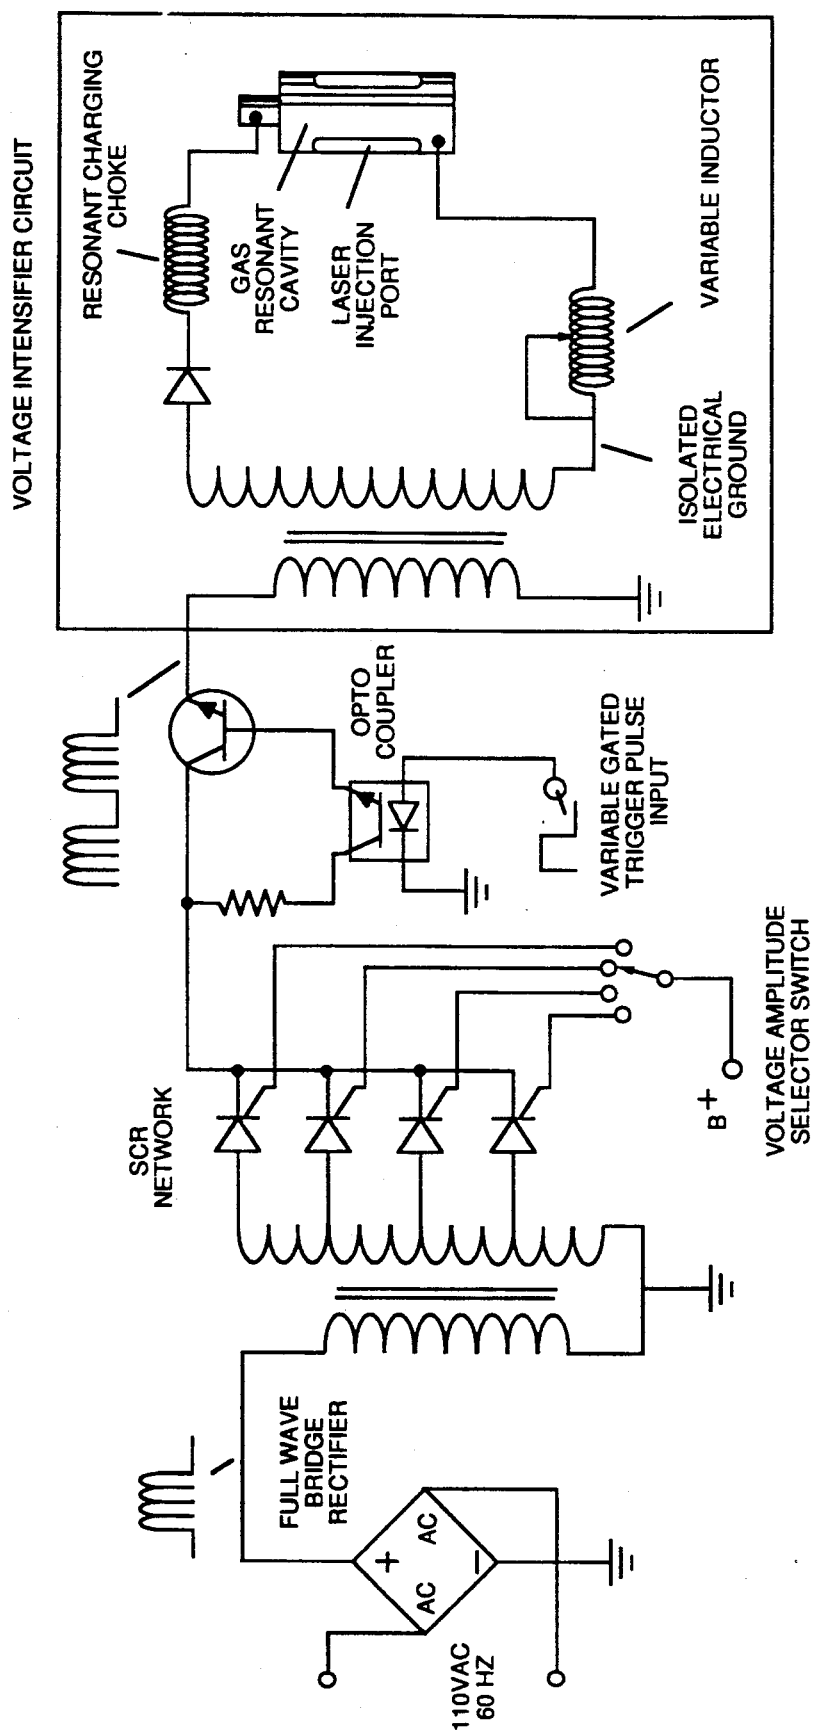 VOLTAGE INTENSIFIER CIRCUIT
RESONANT CHARGING
CHOKE
GAS
RESONANT
CAVITY
LASER
INJECTION
PORT
VARIABLE INDUCTOR
ISOLATED
ELECTRICAL
GROUND
OPTO
COUPLER
VARIABLE GATED
TRIGGER PULSE
INPUT
SCR
NETWORK
B+
VOLTAGE AMPLITUDE
SELECTOR SWITCH
FULL WAVE
BRIDGE
RECTIFIER
+
AC
AC
−
110VAC
60 HZ